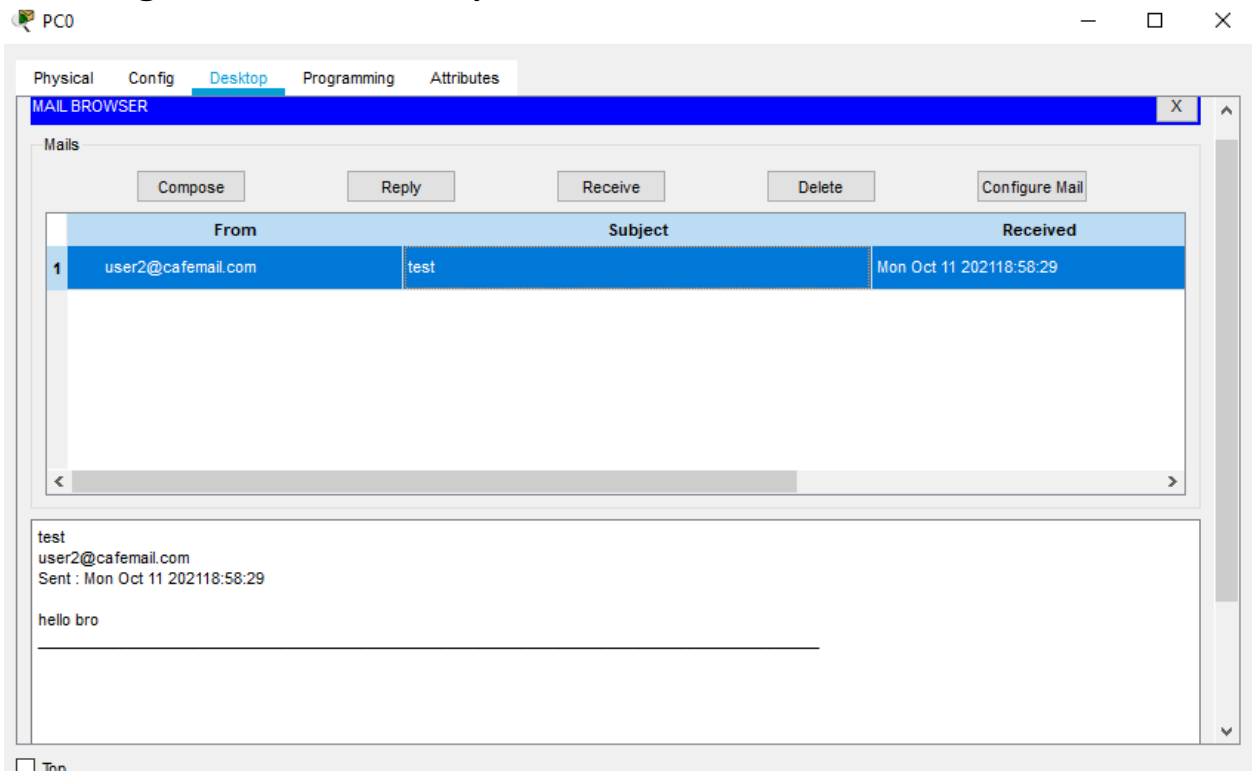 PC0
Physical Config Desktop Programming Attributes
MAIL BROWSER X
Mails
Compose Reply Receive Delete Configure Mail
From Subject Received
1 user2@cafemail.com test Mon Oct 11 202118:58:29
test
user2@cafemail.com
Sent : Mon Oct 11 202118:58:29
hello bro
Top